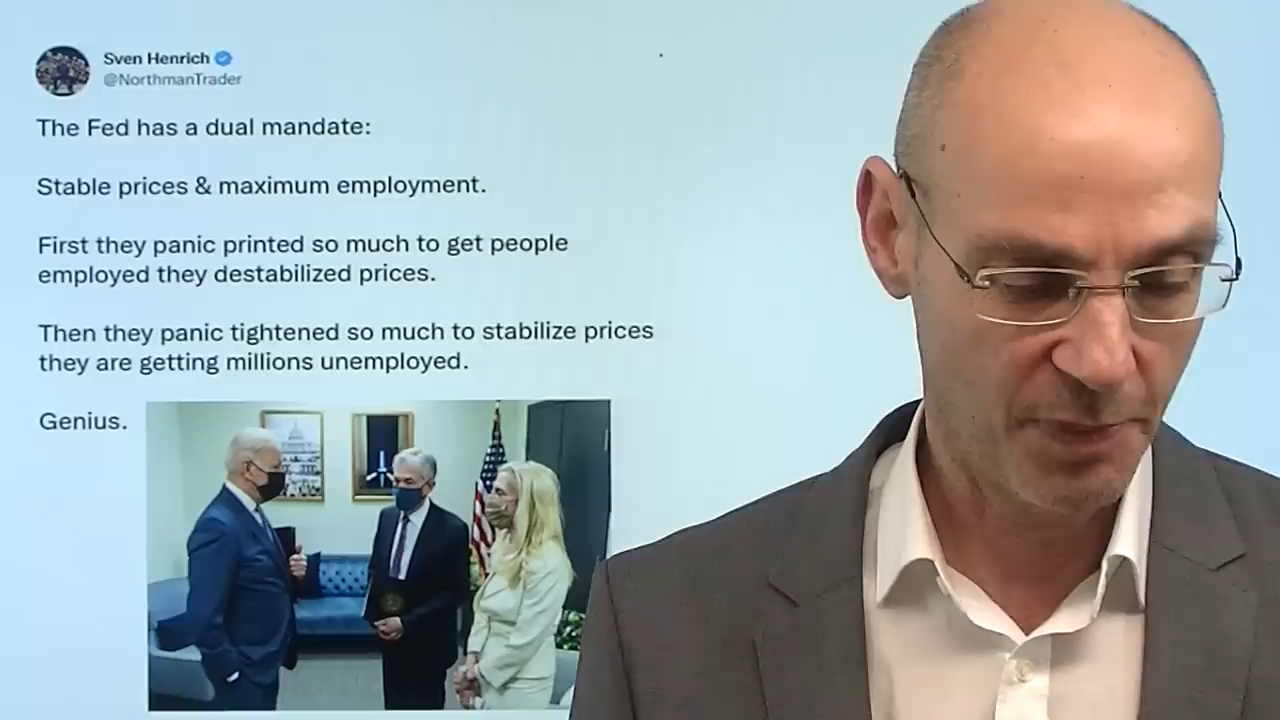 Sven Henrich
@NorthmanTrader
The Fed has a dual mandate:
Stable prices & maximum employment.
First they panic printed so much to get people
employed they destabilized prices.
Then they panic tightened so much to stabilize prices
they are getting millions unemployed.
Genius.